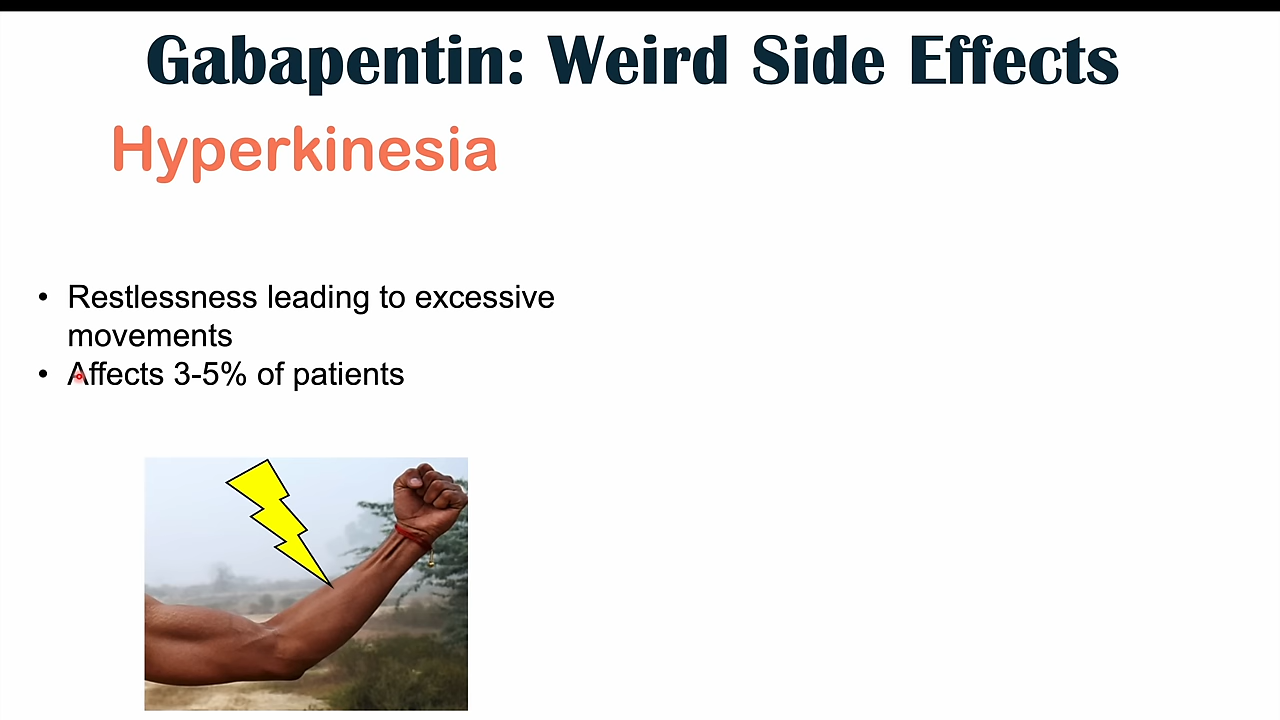 Gabapentin: Weird Side Effects
Hyperkinesia
• Restlessness leading to excessive
movements
• Affects 3-5% of patients